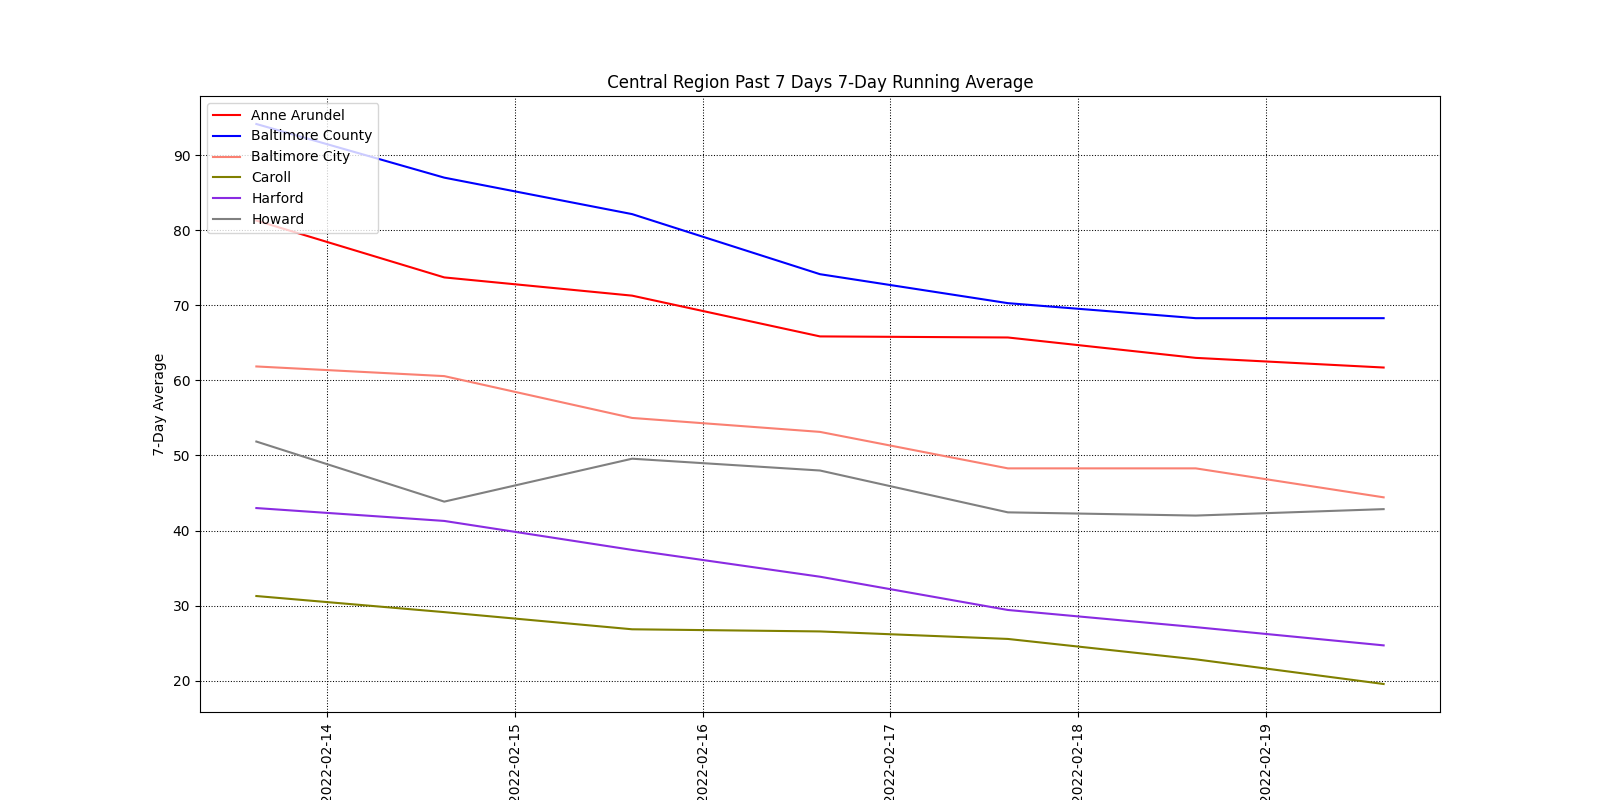 Central Region Past 7 Days 7-Day Running Average
Anne Arundel
Baltimore County
Baltimore City
Caroll
Harford
Howard
7-Day Average
90
80
70
60
50
40
30
20
2022-02-14
2022-02-15
2022-02-16
2022-02-17
2022-02-18
2022-02-19